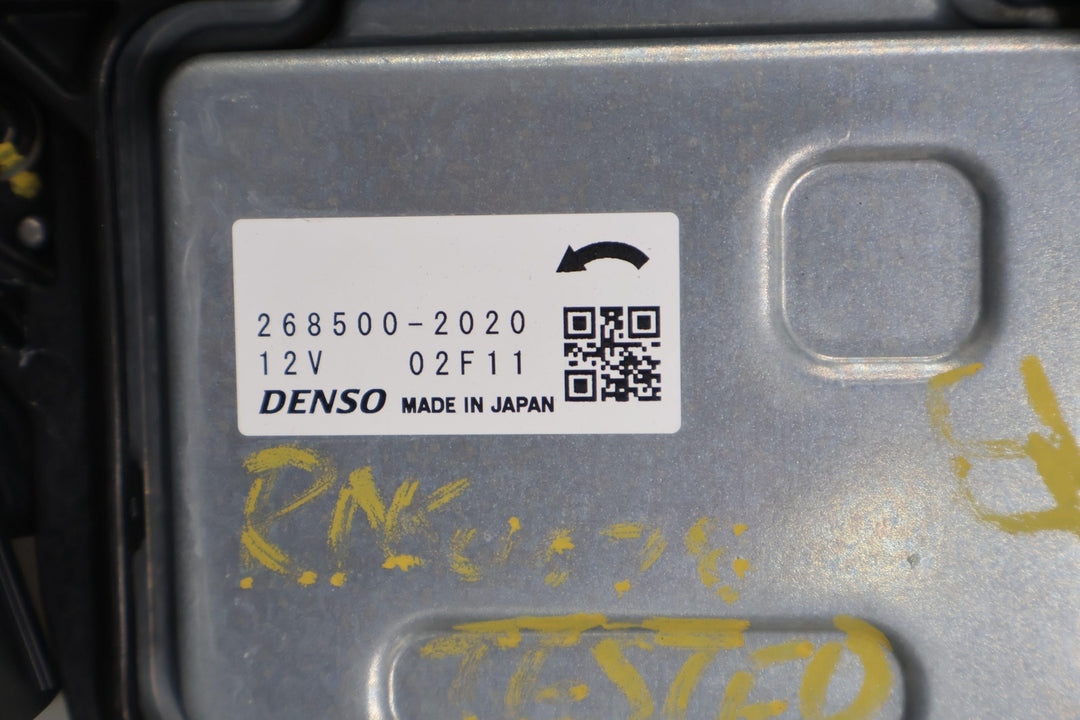 268500-2020
12V 02F11
DENSO MADE IN JAPAN
TESTED